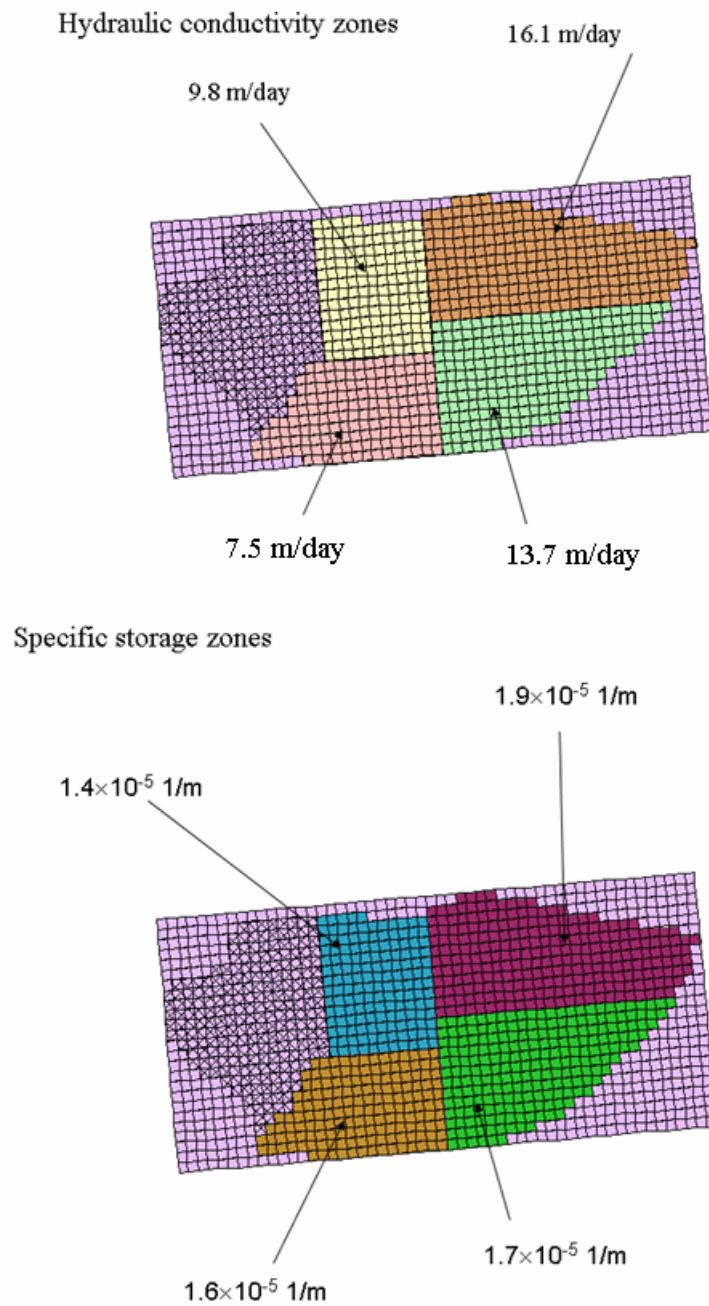 Hydraulic conductivity zones
16.1 m/day
9.8 m/day
7.5 m/day
13.7 m/day
Specific storage zones
1.9×10⁻⁵ 1/m
1.4×10⁻⁵ 1/m
1.7×10⁻⁵ 1/m
1.6×10⁻⁵ 1/m